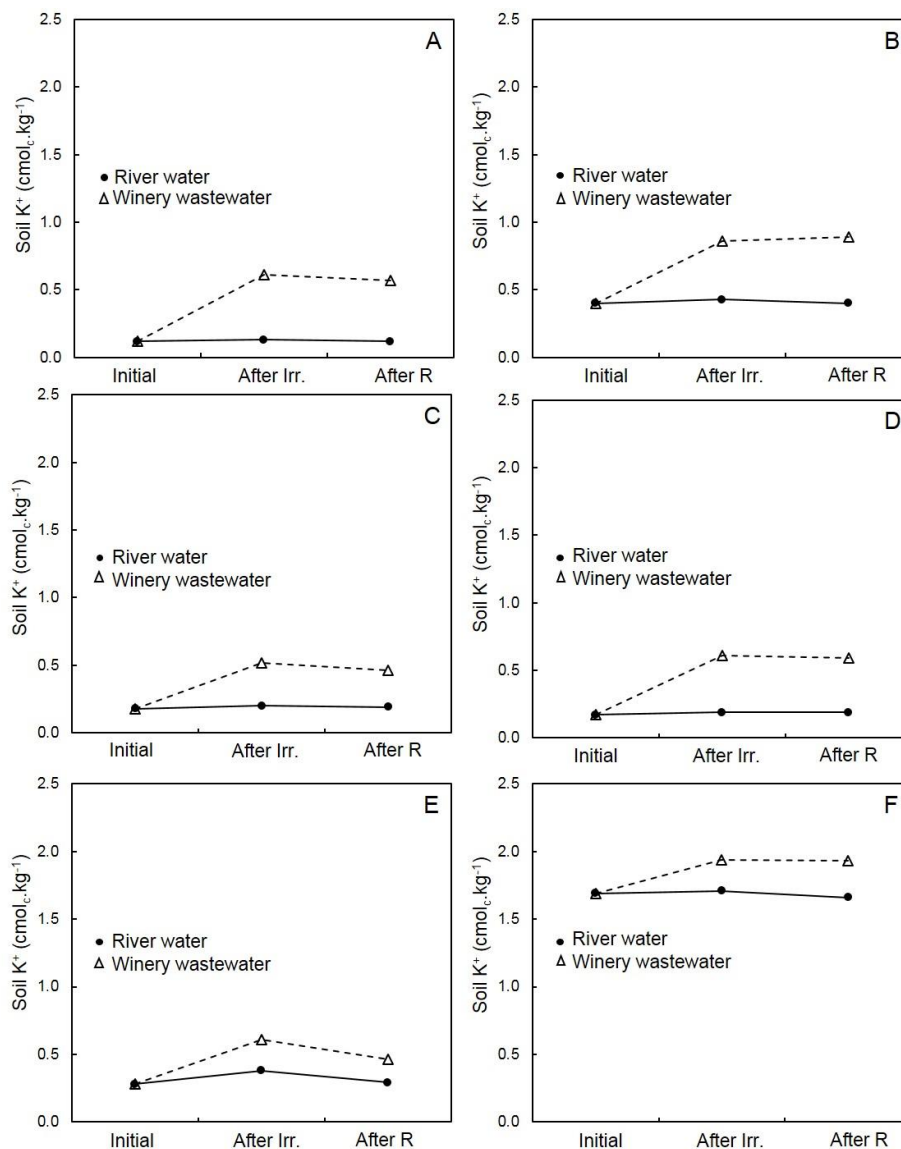 A
2.5
2.0
1.5
1.0
0.5
0.0
Soil K⁺ (cmol꜀.kg⁻¹)
River water
Winery wastewater
Initial After Irr. After R
B
2.5
2.0
1.5
1.0
0.5
0.0
Soil K⁺ (cmol꜀.kg⁻¹)
River water
Winery wastewater
Initial After Irr. After R
C
2.5
2.0
1.5
1.0
0.5
0.0
Soil K⁺ (cmol꜀.kg⁻¹)
River water
Winery wastewater
Initial After Irr. After R
D
2.5
2.0
1.5
1.0
0.5
0.0
Soil K⁺ (cmol꜀.kg⁻¹)
River water
Winery wastewater
Initial After Irr. After R
E
2.5
2.0
1.5
1.0
0.5
0.0
Soil K⁺ (cmol꜀.kg⁻¹)
River water
Winery wastewater
Initial After Irr. After R
F
2.5
2.0
1.5
1.0
0.5
0.0
Soil K⁺ (cmol꜀.kg⁻¹)
River water
Winery wastewater
Initial After Irr. After R